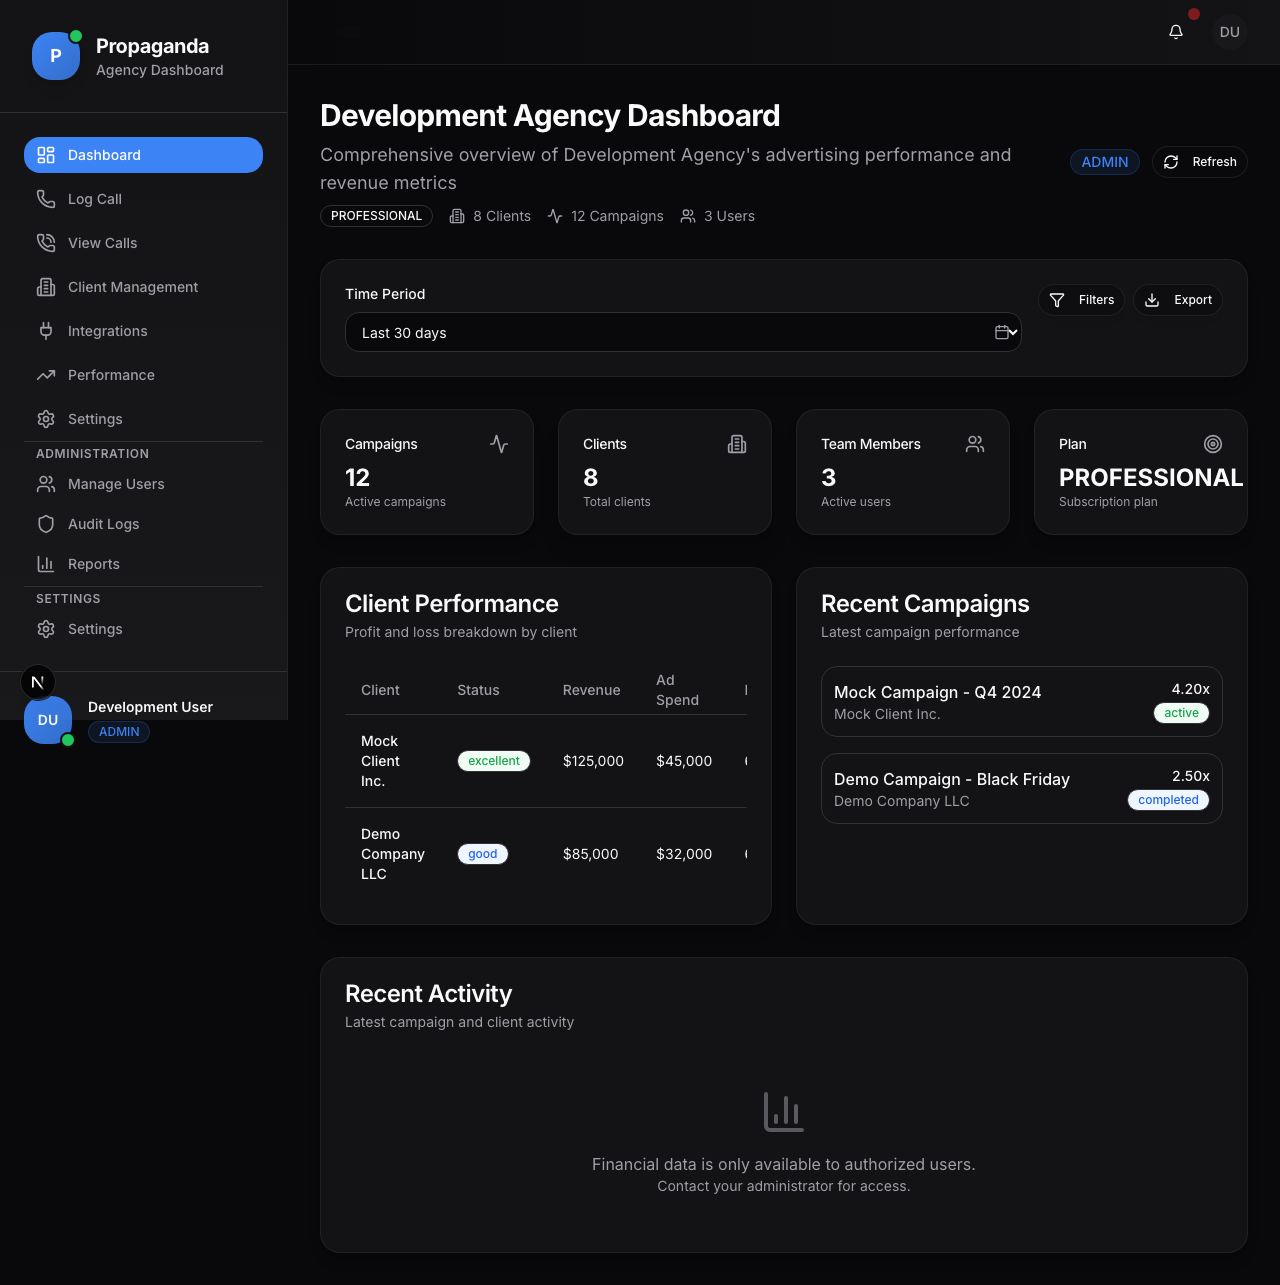 P
Propaganda
Agency Dashboard
Dashboard
Log Call
View Calls
Client Management
Integrations
Performance
Settings
ADMINISTRATION
Manage Users
Audit Logs
Reports
SETTINGS
Settings
N
DU
Development User
ADMIN
DU
Development Agency Dashboard
Comprehensive overview of Development Agency's advertising performance and
revenue metrics
ADMIN
Refresh
PROFESSIONAL
8 Clients
12 Campaigns
3 Users
Time Period
Last 30 days
Filters
Export
Campaigns
12
Active campaigns
Clients
8
Total clients
Team Members
3
Active users
Plan
PROFESSIONAL
Subscription plan
Client Performance
Profit and loss breakdown by client
Client
Status
Revenue
Ad
Spend
Mock
Client
Inc.
excellent
$125,000
$45,000
Demo
Company
LLC
good
$85,000
$32,000
Recent Campaigns
Latest campaign performance
Mock Campaign - Q4 2024
4.20x
Mock Client Inc.
active
Demo Campaign - Black Friday
2.50x
Demo Company LLC
completed
Recent Activity
Latest campaign and client activity
Financial data is only available to authorized users.
Contact your administrator for access.